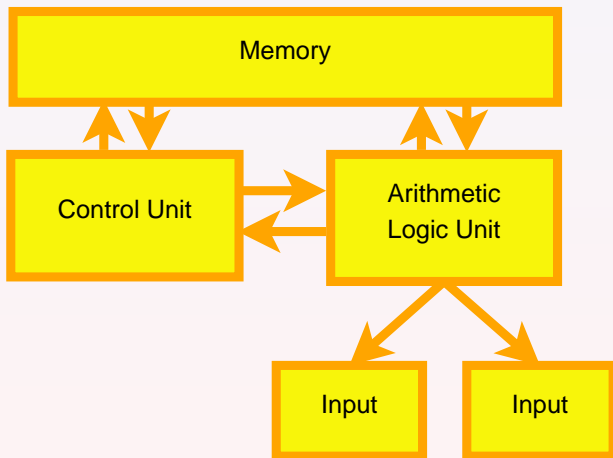 Memory
Control Unit
Arithmetic
Logic Unit
Input
Input